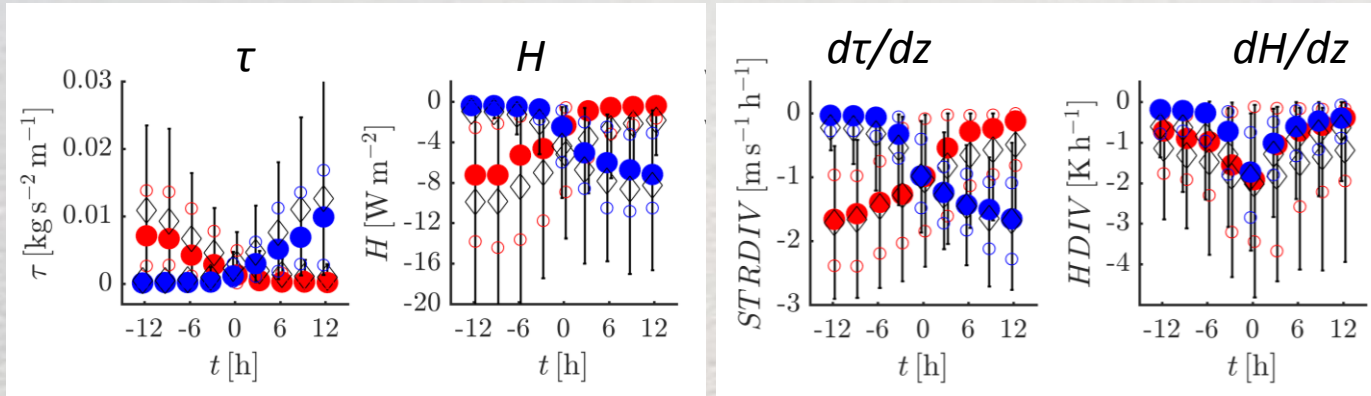 τ
H
dτ/dz
dH/dz
τ [kg s⁻² m⁻¹]
0.03
0.02
0.01
0
-12 -6 0 6 12
t [h]
H [W m⁻²]
0
-4
-8
-12
-16
-20
-12 -6 0 6 12
t [h]
STRDIV [m s⁻¹ h⁻¹]
0
-1
-2
-3
-12 -6 0 6 12
t [h]
HDIV [K h⁻¹]
0
-1
-2
-3
-4
-12 -6 0 6 12
t [h]